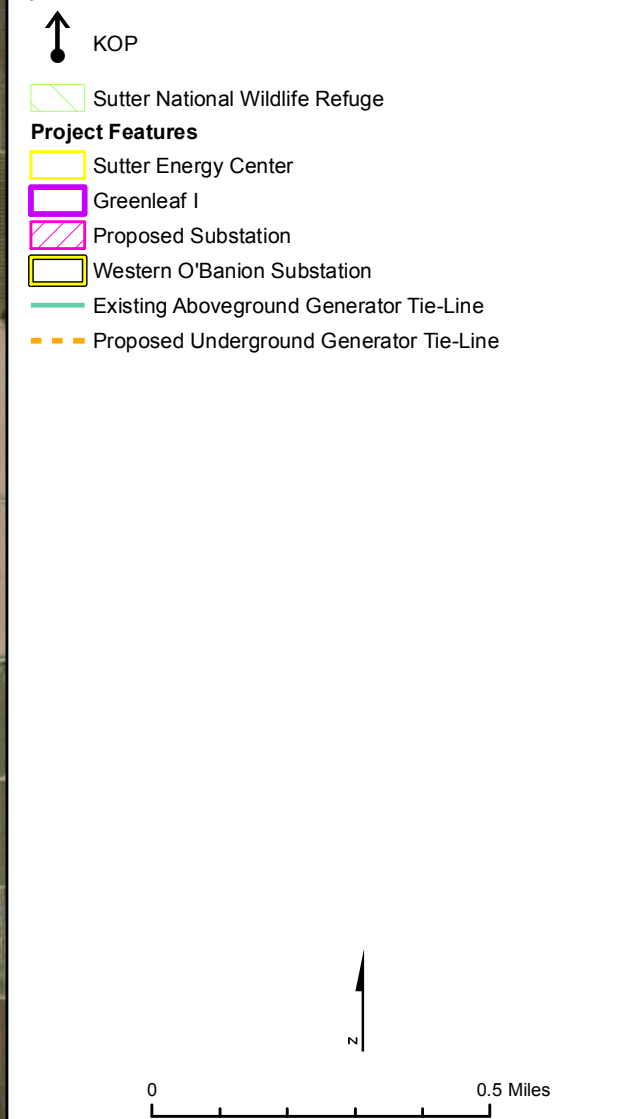 KOP
Sutter National Wildlife Refuge
Project Features
Sutter Energy Center
Greenleaf I
Proposed Substation
Western O'Banion Substation
Existing Aboveground Generator Tie-Line
Proposed Underground Generator Tie-Line
N
0 0.5 Miles